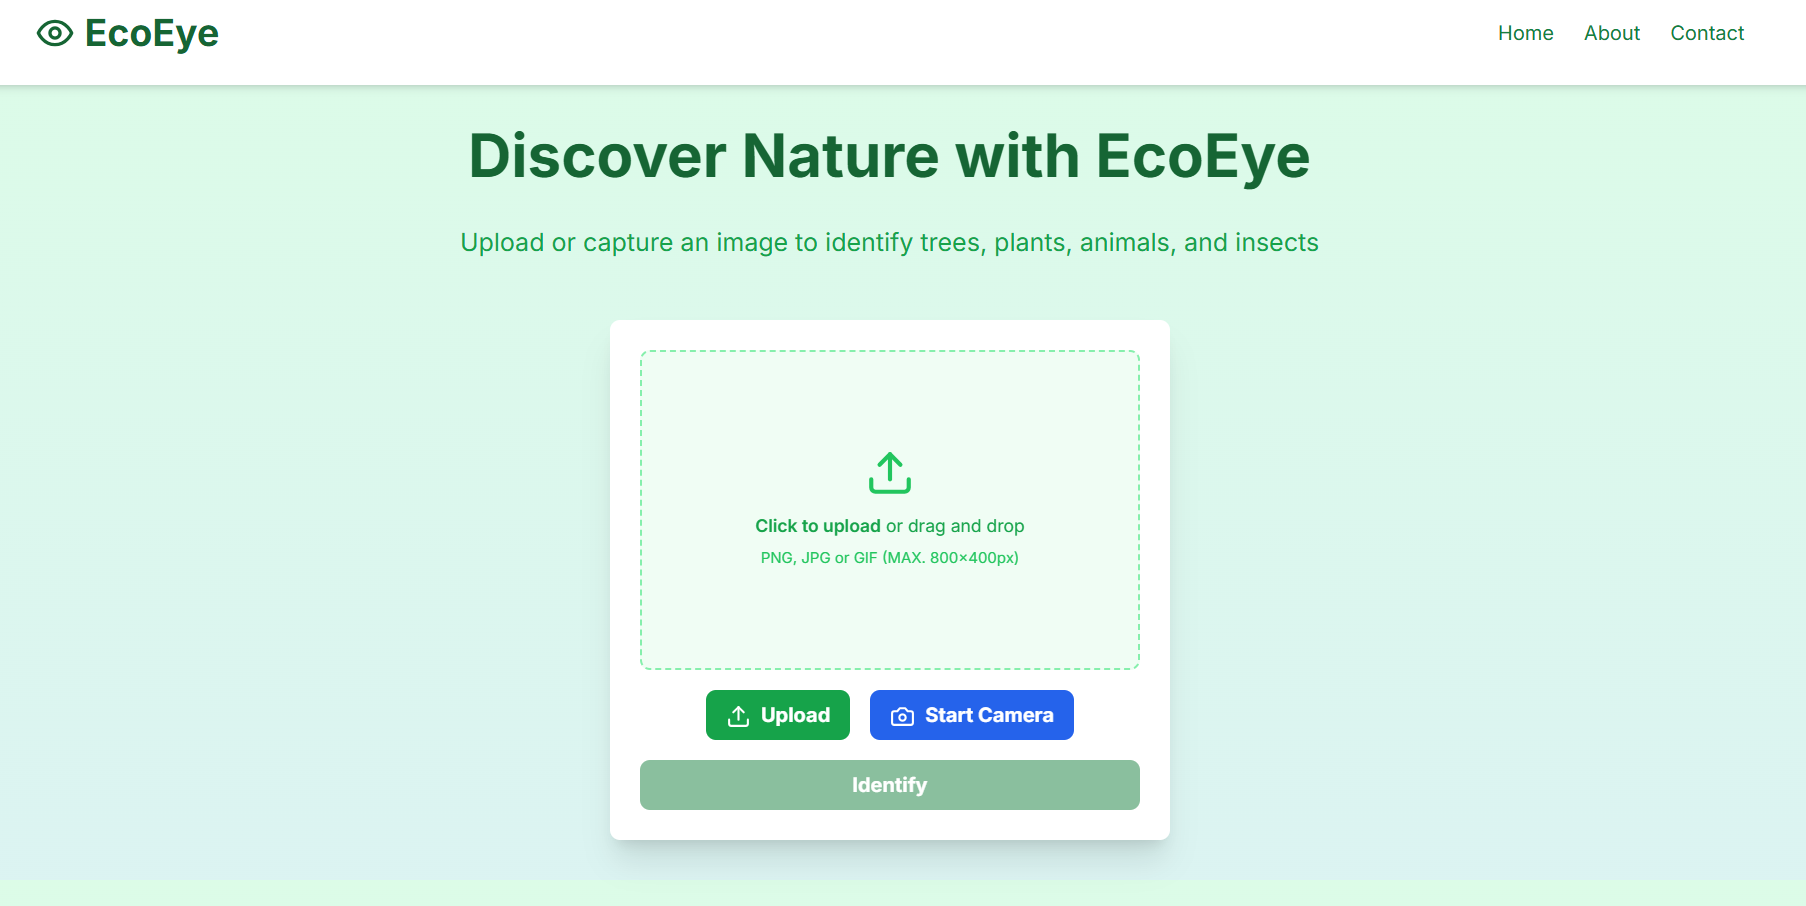 EcoEye
Home About Contact
Discover Nature with EcoEye
Upload or capture an image to identify trees, plants, animals, and insects
Click to upload or drag and drop
PNG, JPG or GIF (MAX. 800×400px)
Upload
Start Camera
Identify